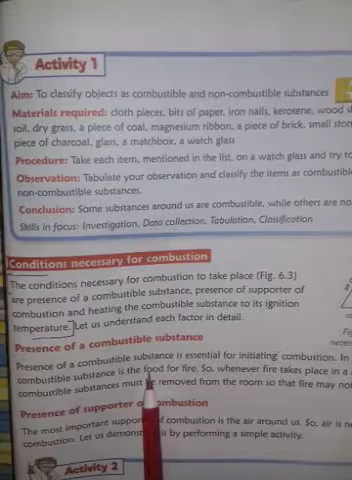 Activity 1
Aim: To classify objects as combustible and non-combustible substances
Materials required: cloth pieces, bits of paper, iron nails, kerosene, wood
soil, dry grass, a piece of coal, magnesium ribbon, a piece of brick, small
piece of charcoal, glass, a matchbox, a watch glass
Procedure: Take each item, mentioned in the list, on a watch glass and try
Observation: Tabulate your observation and classify the items as
non-combustible substances.
Conclusion: Some substances around us are combustible, while others are
Skills in focus: Investigation, Data collection, Tabulation, Classification
Conditions necessary for combustion
The conditions necessary for combustion to take place (Fig. 6.3)
are presence of a combustible substance, presence of supporter of
combustion and heating the combustible substance to its ignition
temperature. Let us understand each factor in detail.
Presence of a combustible substance
Presence of a combustible substance is essential for initiating combustion. In
combustible substance is the food for fire. So, whenever fire takes place in a
combustible substances must be removed from the room so that fire may
Presence of supporter of combustion
The most important supporter of combustion is the air around us. So, air is
combustion. Let us demonstrate it by performing a simple activity.
Activity 2